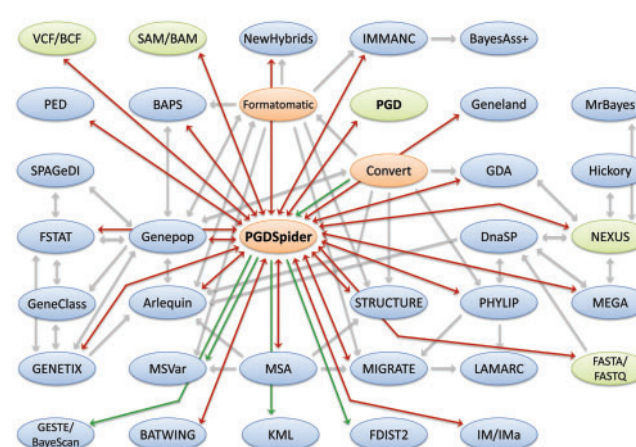 VCF/BCF
SAM/BAM
NewHybrids
IMMANC
BayesAss+
PED
BAPS
Formatomatic
PGD
Geneland
MrBayes
SPAGeDI
Convert
GDA
Hickory
FSTAT
Genepop
PGDSpider
DnaSP
NEXUS
GeneClass
Arlequin
STRUCTURE
PHYLIP
MEGA
GENETIX
MSVar
MSA
MIGRATE
LAMARC
FASTA/
FASTQ
GESTE/
BayeScan
BATWING
KML
FDIST2
IM/IMa